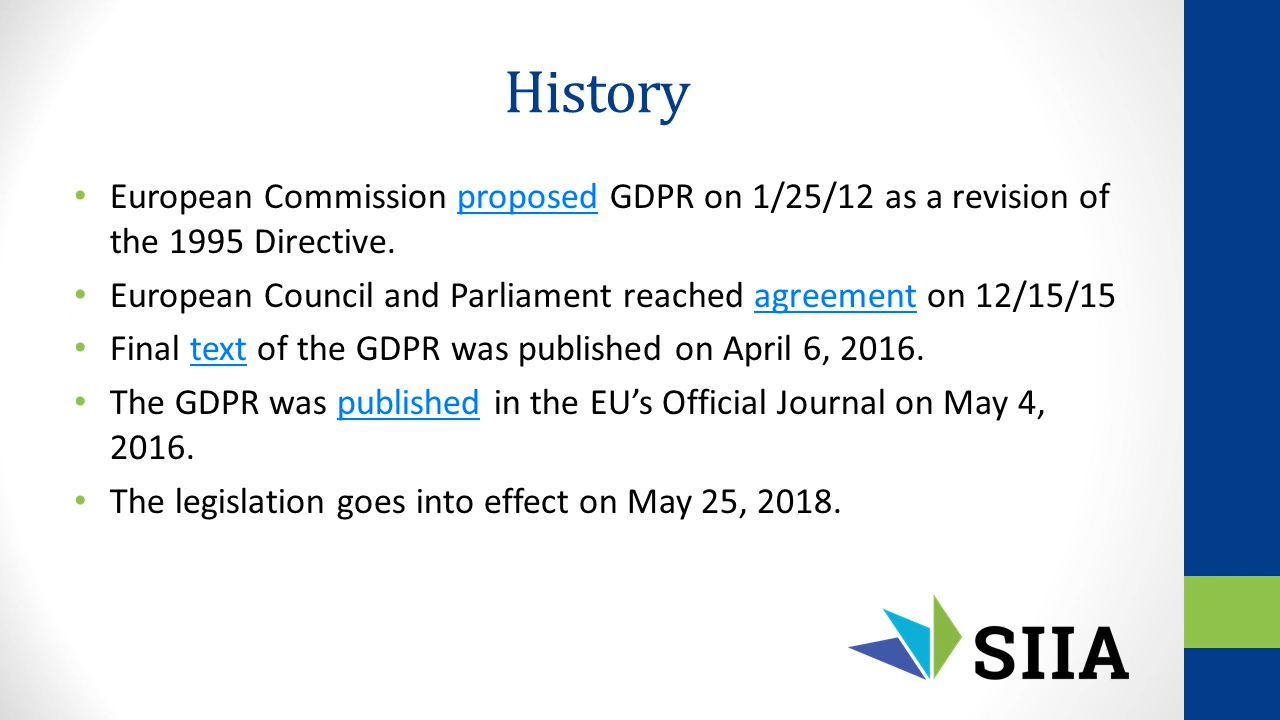 History
• European Commission proposed GDPR on 1/25/12 as a revision of
the 1995 Directive.
• European Council and Parliament reached agreement on 12/15/15
• Final text of the GDPR was published on April 6, 2016.
• The GDPR was published in the EU’s Official Journal on May 4,
2016.
• The legislation goes into effect on May 25, 2018.
SIIA